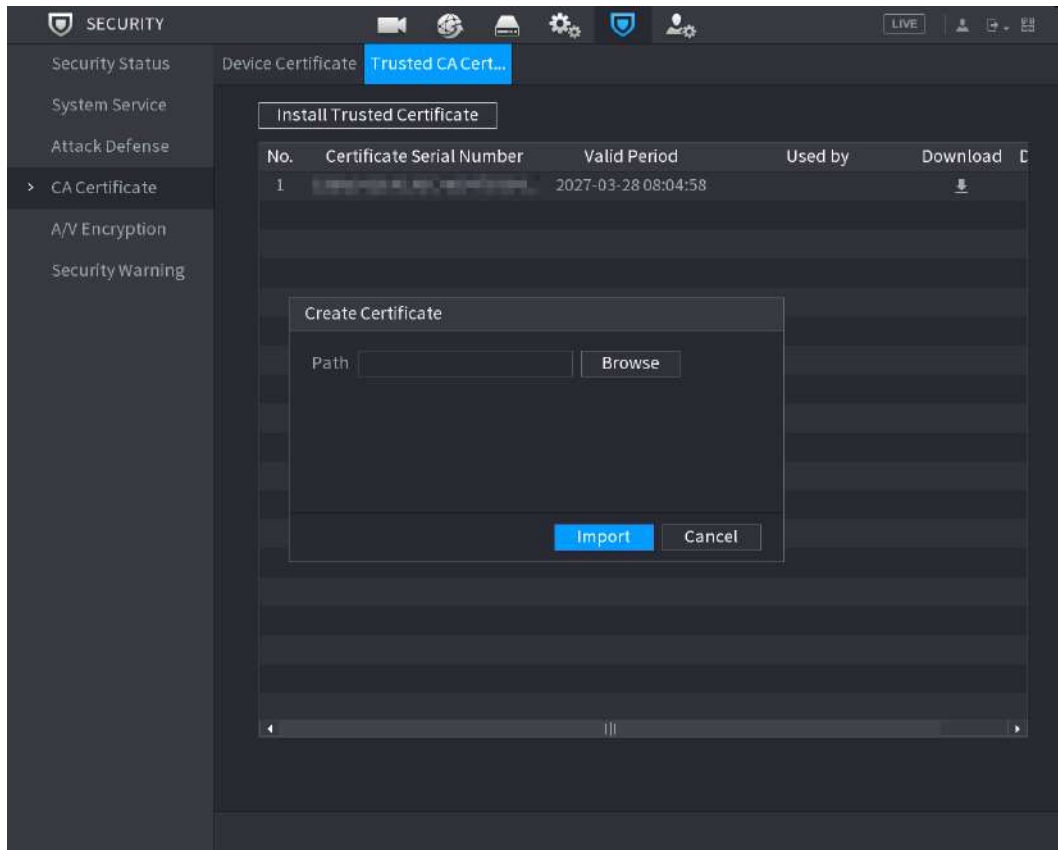 SECURITY
LIVE
Security Status
System Service
Attack Defense
CA Certificate
A/V Encryption
Security Warning
Device Certificate Trusted CA Cert...
Install Trusted Certificate
No. Certificate Serial Number Valid Period Used by Download D
1 2027-03-28 08:04:58
Create Certificate
Path Browse
Import Cancel